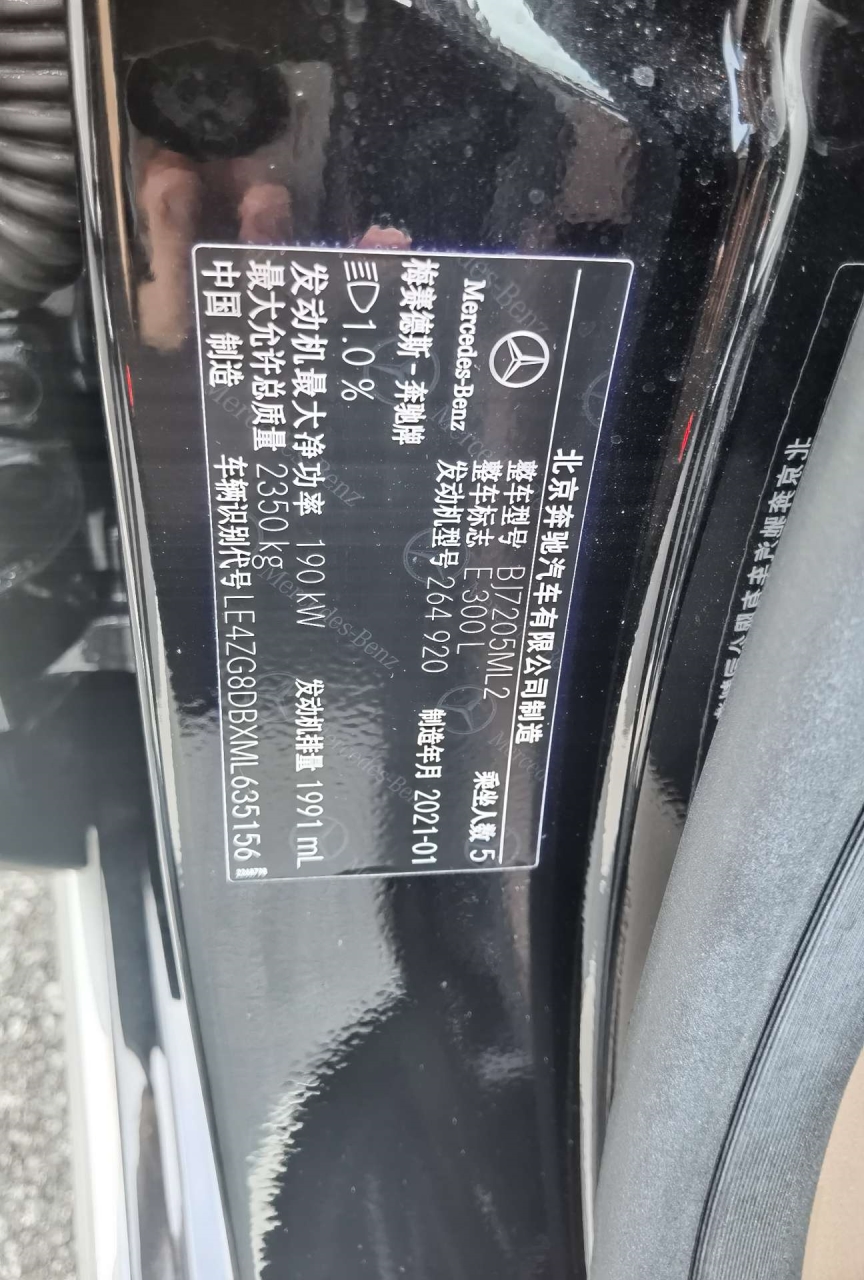 北京奔驰汽车有限公司制造
Mercedes-Benz
整车型号 BJ7205ML2
整车标志 E 300 L
乘坐人数 5
梅赛德斯-奔驰牌
发动机型号 264 920
制造年月 2021-01
1.0 %
发动机最大净功率 190 kW
发动机排量 1991 mL
最大允许总质量 2350 kg
中国 制造
车辆识别代号 LE4ZG8DBXML635156